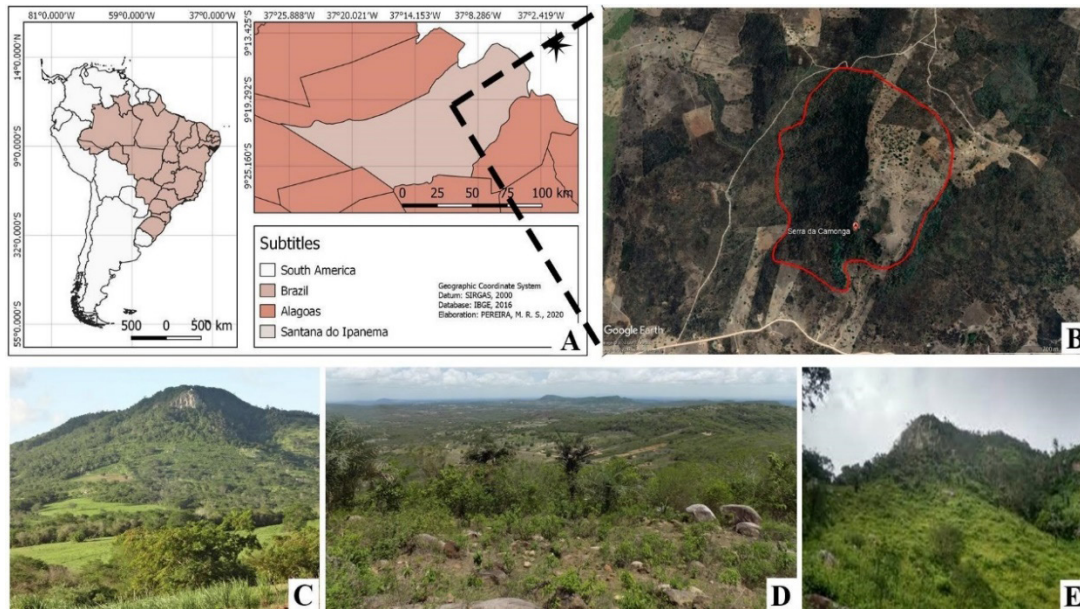 81°0.000'W 59°0.000'W 37°0.000'W
14°0.000'N
9°0.000'S
32°0.000'S
55°0.000'S
500 0 500 km
37°25.888'W 37°20.021'W 37°14.153'W 37°8.286'W 37°2.419'W
9°13.425'S
9°19.292'S
9°25.160'S
0 25 50 75 100 km
Subtitles
South America
Brazil
Alagoas
Santana do Ipanema
Geographic Coordinate System
Datum: SIRGAS, 2000
Database: IBGE, 2016
Elaboration: PEREIRA, M. R. S., 2020
A
Serra da Camonga
Google Earth
B
C
D
E